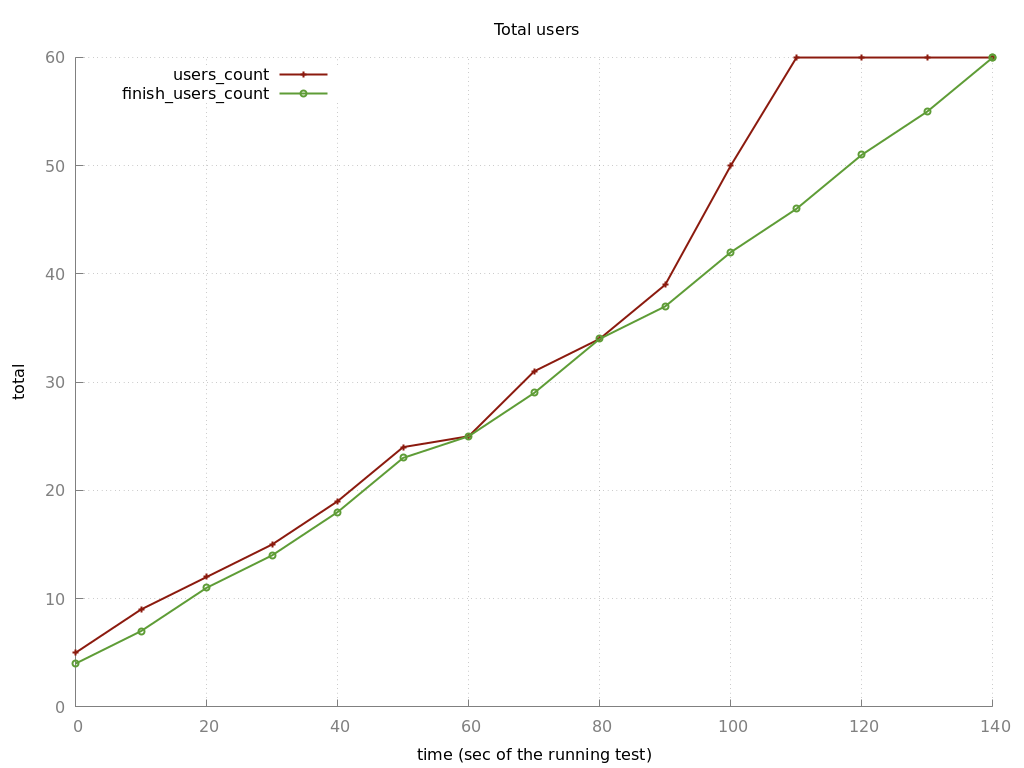 Total users
users_count
finish_users_count
60
50
40
30
20
10
0
total
0 20 40 60 80 100 120 140
time (sec of the running test)